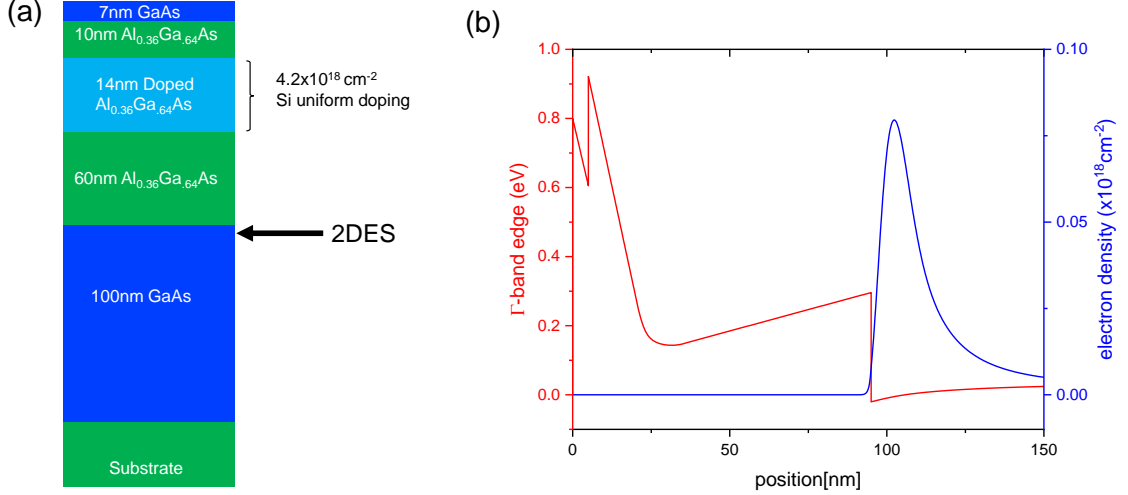 (a)
7nm GaAs
10nm Al0.36Ga.64As
14nm Doped
Al0.36Ga.64As
4.2x10^18 cm^-2
Si uniform doping
60nm Al0.36Ga.64As
2DES
100nm GaAs
Substrate
(b)
1.0
0.8
0.6
0.4
0.2
0.0
Γ-band edge (eV)
0.10
0.05
0.00
electron density (x10^18cm^-2)
0
50
100
150
position[nm]